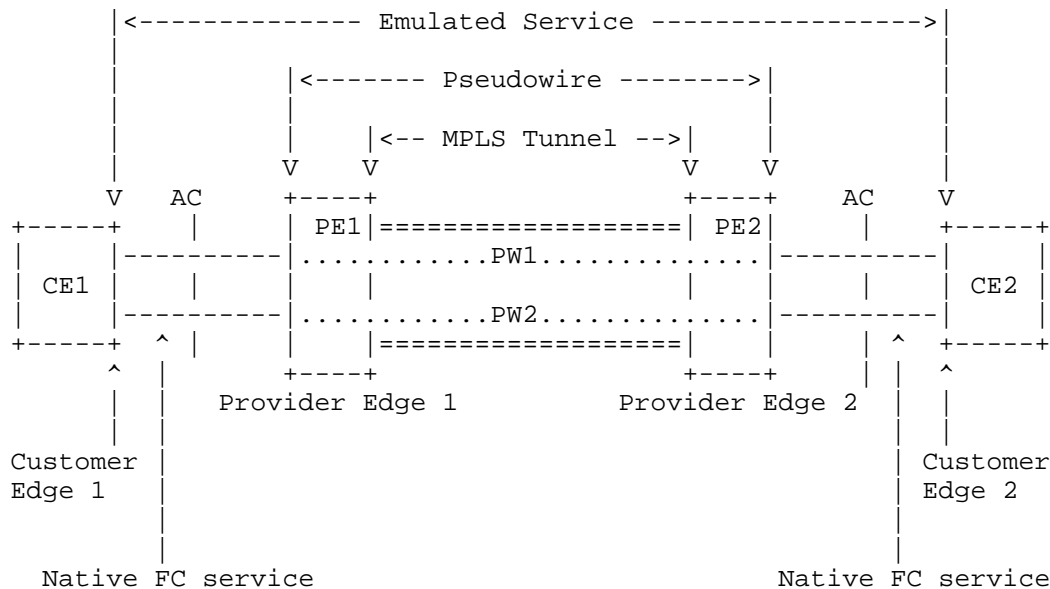 |<-------------- Emulated Service ---------------->|
|<------- Pseudowire ------->|
|<-- MPLS Tunnel -->|
V V V V
V AC +----+ +----+ AC V
+-----+ | | PE1|===================| PE2| | +-----+
| |----------|............PW1..............|----------| |
| CE1 | | | | | | | CE2 |
| |----------|............PW2..............|----------| |
+-----+ ^ | | |===================| | | ^ +-----+
^ | +----+ +----+ | | ^
| | Provider Edge 1 Provider Edge 2 | |
Customer | | Customer
Edge 1 | | Edge 2
Native FC service Native FC service